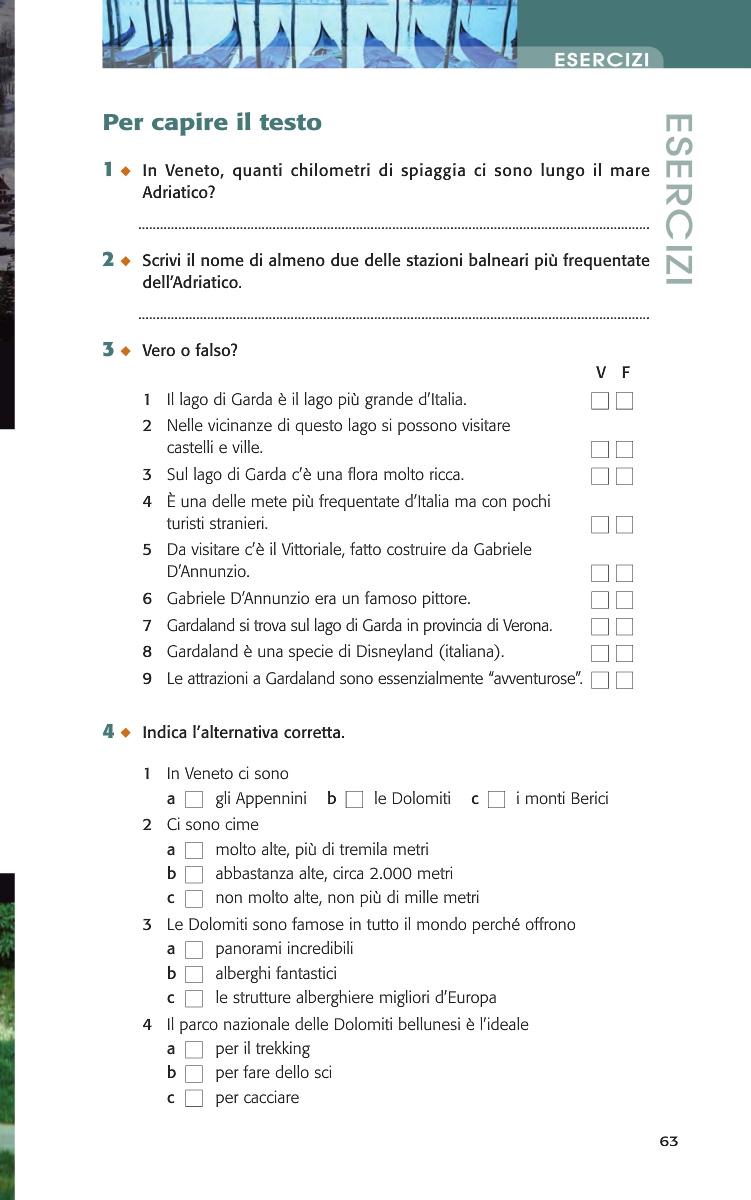 ESERCIZI
ESERCIZI
Per capire il testo
1 ◆ In Veneto, quanti chilometri di spiaggia ci sono lungo il mare
Adriatico?
2 ◆ Scrivi il nome di almeno due delle stazioni balneari più frequentate
dell'Adriatico.
3 ◆ Vero o falso?
V F
1 Il lago di Garda è il lago più grande d'Italia.
2 Nelle vicinanze di questo lago si possono visitare
castelli e ville.
3 Sul lago di Garda c'è una flora molto ricca.
4 È una delle mete più frequentate d'Italia ma con pochi
turisti stranieri.
5 Da visitare c'è il Vittoriale, fatto costruire da Gabriele
D'Annunzio.
6 Gabriele D'Annunzio era un famoso pittore.
7 Gardaland si trova sul lago di Garda in provincia di Verona.
8 Gardaland è una specie di Disneyland (italiana).
9 Le attrazioni a Gardaland sono essenzialmente "avventurose".
4 ◆ Indica l'alternativa corretta.
1 In Veneto ci sono
a gli Appennini b le Dolomiti c i monti Berici
2 Ci sono cime
a molto alte, più di tremila metri
b abbastanza alte, circa 2.000 metri
c non molto alte, non più di mille metri
3 Le Dolomiti sono famose in tutto il mondo perché offrono
a panorami incredibili
b alberghi fantastici
c le strutture alberghiere migliori d'Europa
4 Il parco nazionale delle Dolomiti bellunesi è l'ideale
a per il trekking
b per fare dello sci
c per cacciare
63